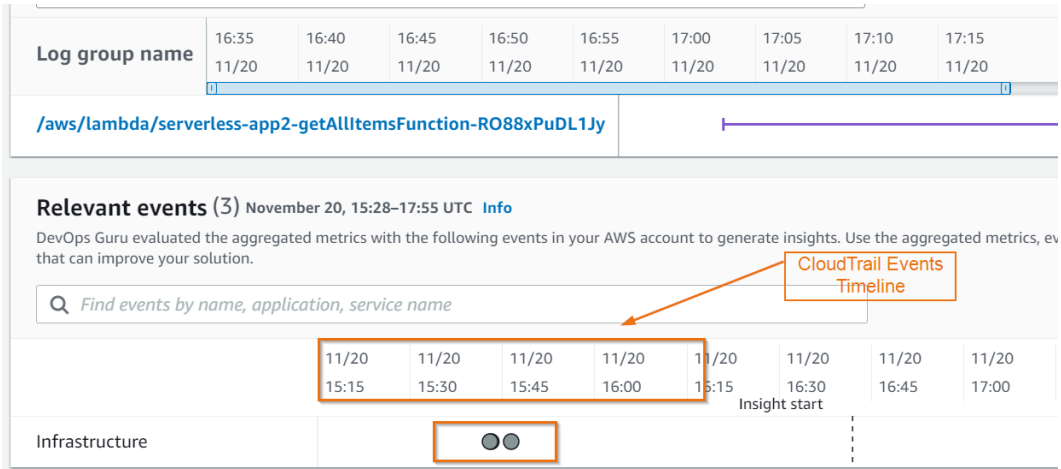 16:35 16:40 16:45 16:50 16:55 17:00 17:05 17:10 17:15
Log group name
11/20 11/20 11/20 11/20 11/20 11/20 11/20 11/20 11/20
/aws/lambda/serverless-app2-getAllItemsFunction-RO88xPuDL1Jy
Relevant events (3) November 20, 15:28–17:55 UTC Info
DevOps Guru evaluated the aggregated metrics with the following events in your AWS account to generate insights. Use the aggregated metrics, ev
that can improve your solution.
CloudTrail Events
Timeline
Find events by name, application, service name
11/20 11/20 11/20 11/20 11/20 11/20 11/20 11/20
15:15 15:30 15:45 16:00 16:15 16:30 16:45 17:00
Insight start
Infrastructure